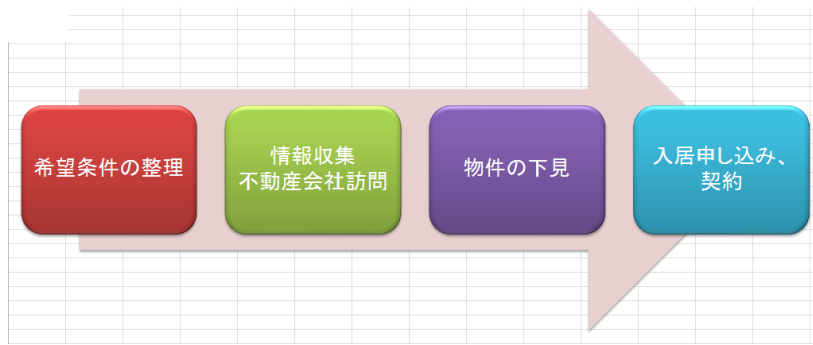 希望条件の整理
情報収集
不動産会社訪問
物件の下見
入居申し込み、
契約